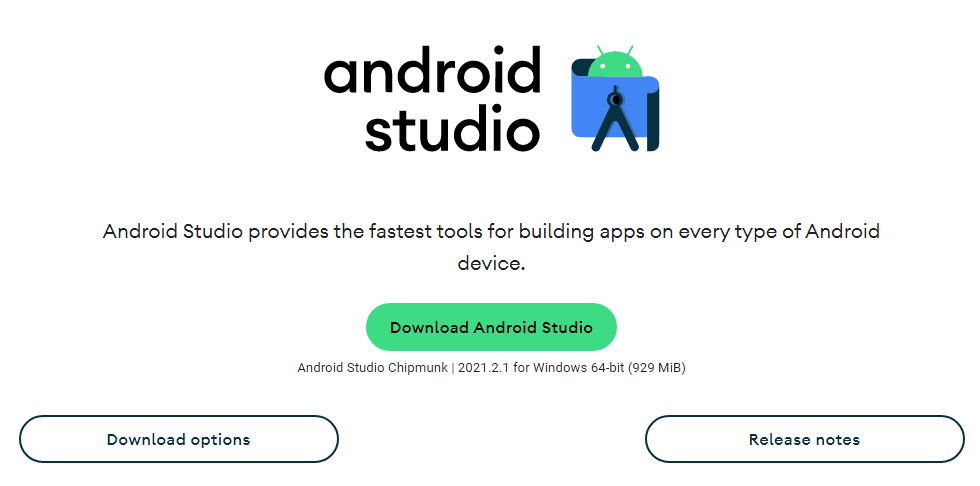 android
studio
Android Studio provides the fastest tools for building apps on every type of Android
device.
Download Android Studio
Android Studio Chipmunk | 2021.2.1 for Windows 64-bit (929 MiB)
Download options
Release notes